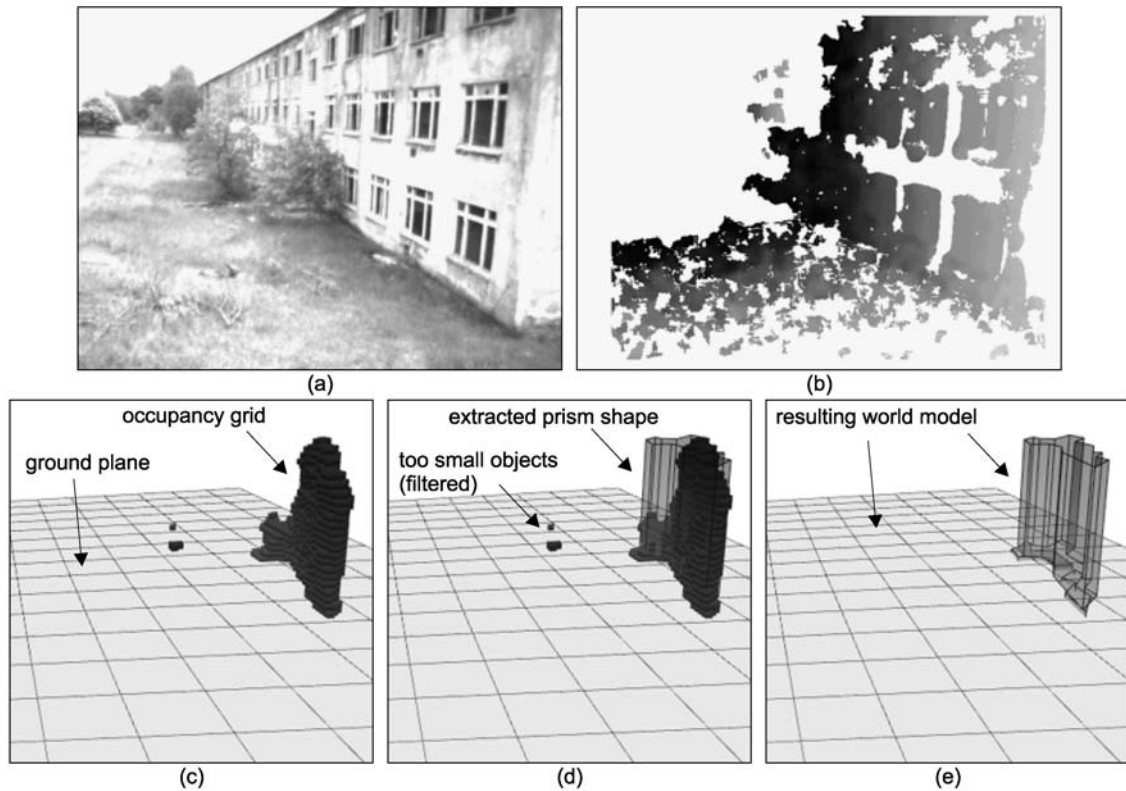 (a)
(b)
occupancy grid
ground plane
extracted prism shape
too small objects
(filtered)
resulting world model
(c)
(d)
(e)